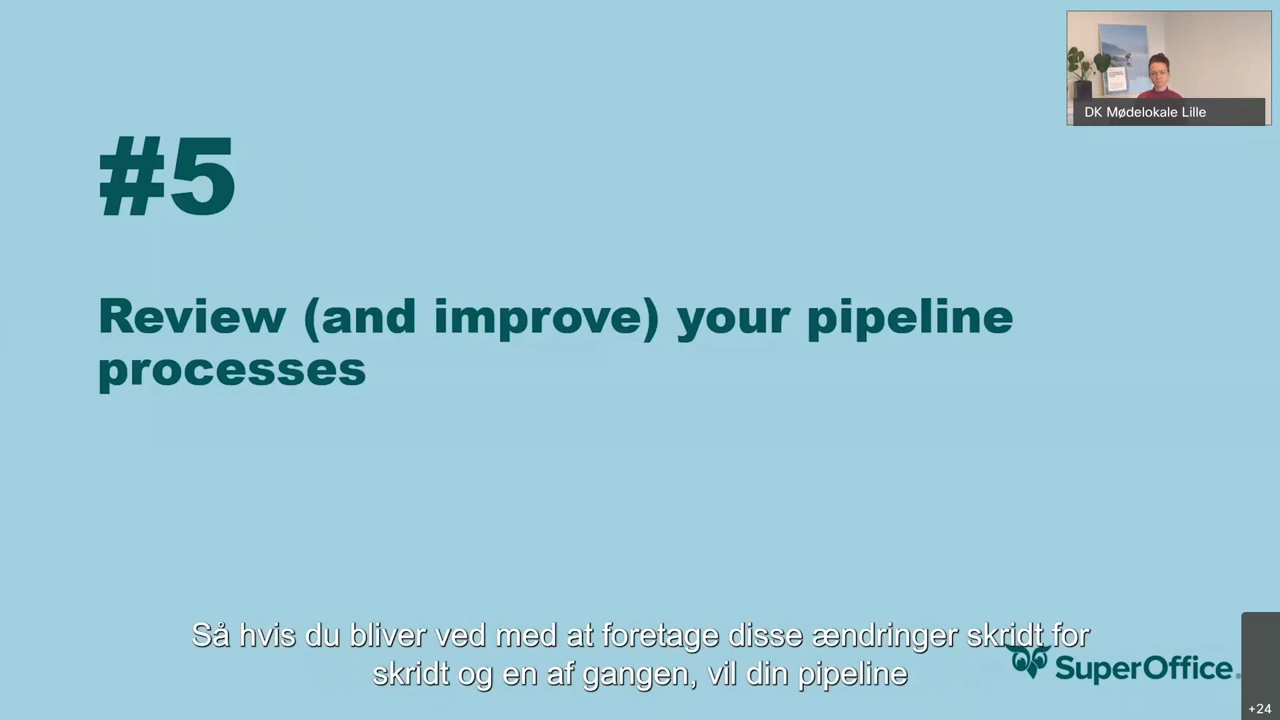 DK Mødelokale Lille
#5
Review (and improve) your pipeline
processes
Så hvis du bliver ved med at foretage disse ændringer skridt for
skridt og en af gangen, vil din pipeline
SuperOffice.
+24